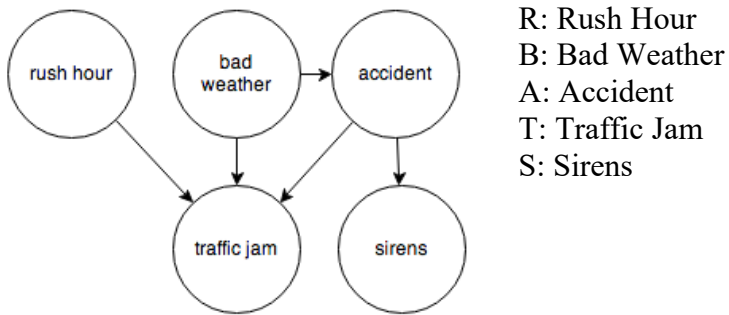 rush hour
bad
weather
accident
traffic jam
sirens
R: Rush Hour
B: Bad Weather
A: Accident
T: Traffic Jam
S: Sirens